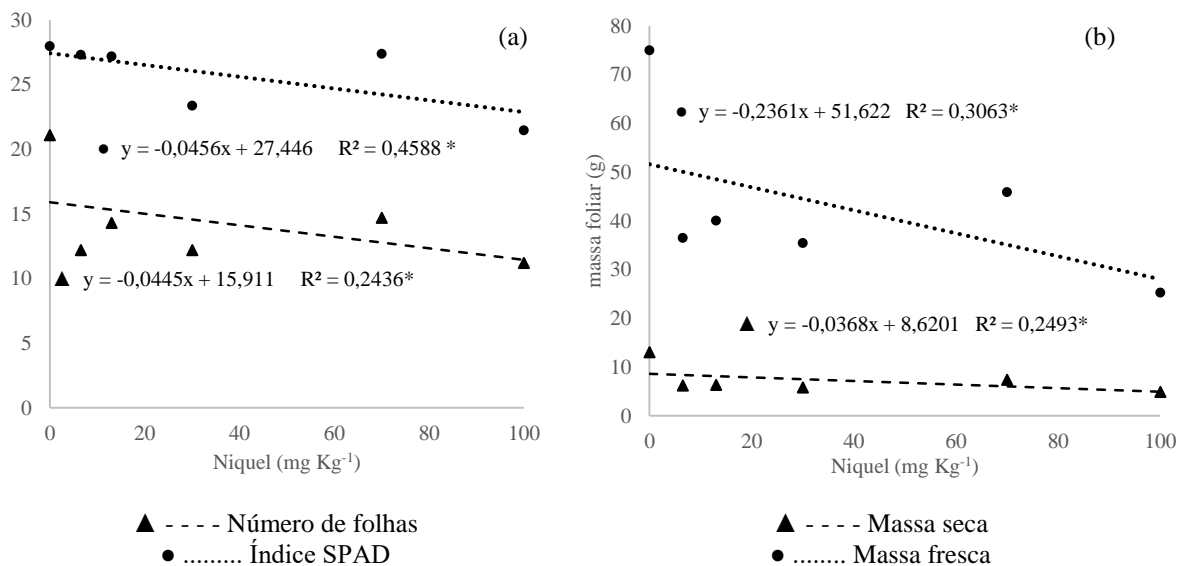 (a)
30
25
20
15
10
5
0
y = -0,0456x + 27,446 R² = 0,4588 *
y = -0,0445x + 15,911 R² = 0,2436*
0 20 40 60 80 100
Niquel (mg Kg⁻¹)
▲ - - - - Número de folhas
● ......... Índice SPAD
(b)
massa foliar (g)
80
70
60
50
40
30
20
10
0
y = -0,2361x + 51,622 R² = 0,3063*
y = -0,0368x + 8,6201 R² = 0,2493*
0 20 40 60 80 100
Niquel (mg Kg⁻¹)
▲ - - - - Massa seca
● ......... Massa fresca